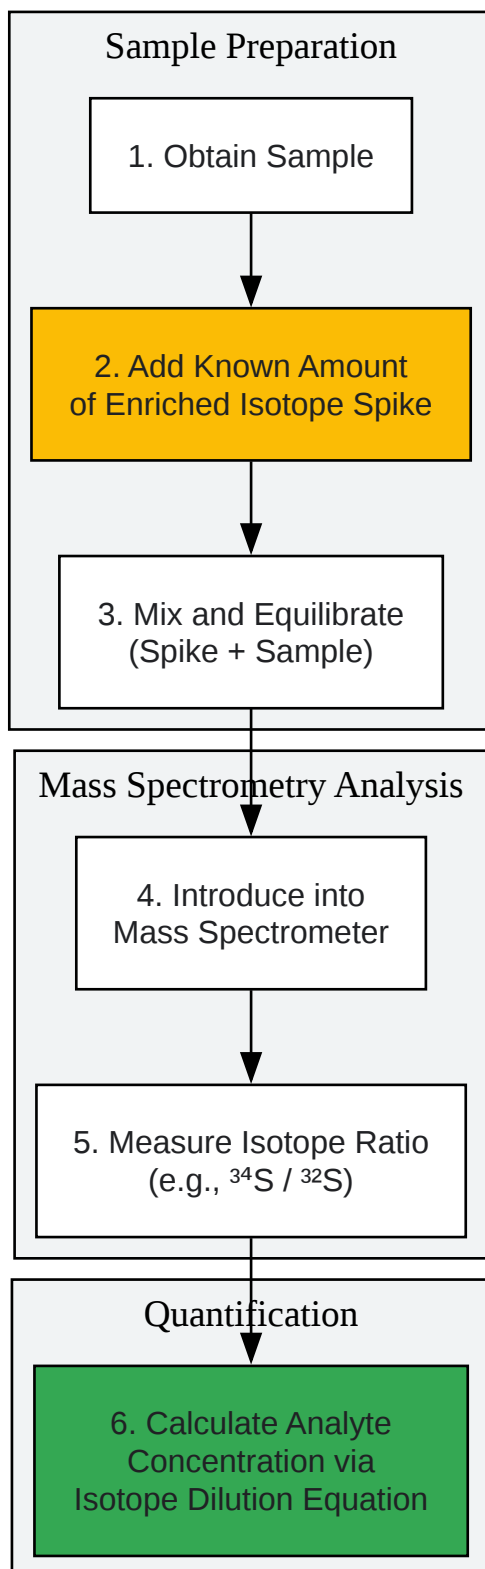 Sample Preparation
1. Obtain Sample
2. Add Known Amount
of Enriched Isotope Spike
3. Mix and Equilibrate
(Spike + Sample)
Mass Spectrometry Analysis
4. Introduce into
Mass Spectrometer
5. Measure Isotope Ratio
(e.g., ³⁴S / ³²S)
Quantification
6. Calculate Analyte
Concentration via
Isotope Dilution Equation